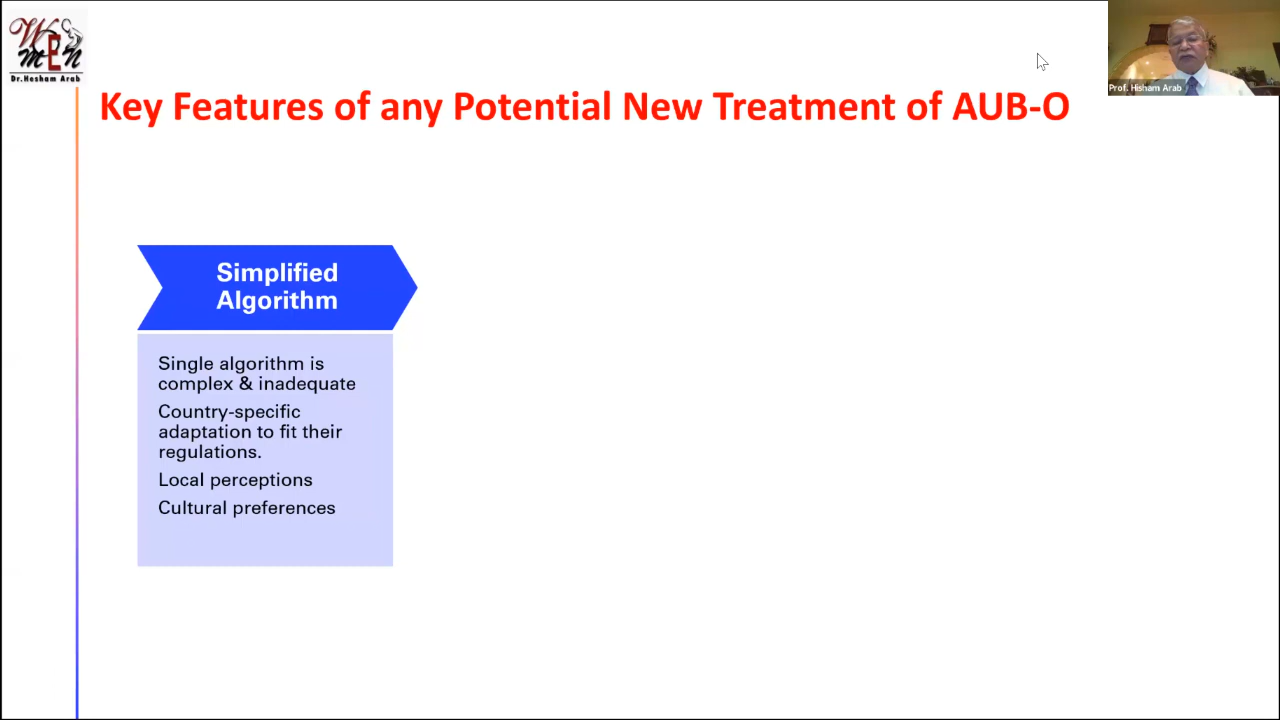 WOMEN
Dr.Hesham Arab
Prof. Hisham Arab
Key Features of any Potential New Treatment of AUB-O
Simplified
Algorithm
Single algorithm is
complex & inadequate
Country-specific
adaptation to fit their
regulations.
Local perceptions
Cultural preferences